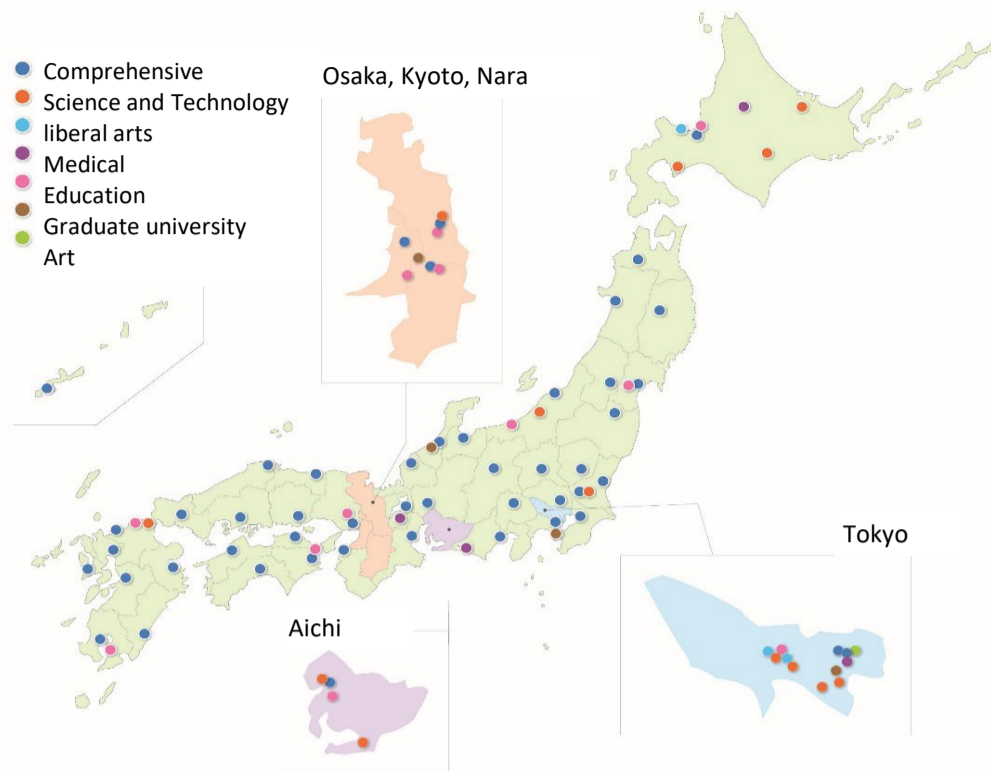 Comprehensive
Science and Technology
liberal arts
Medical
Education
Graduate university
Art
Osaka, Kyoto, Nara
Aichi
Tokyo